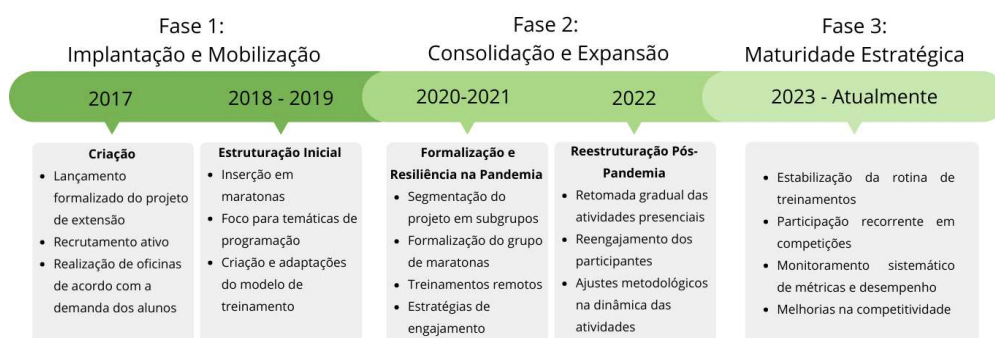 Fase 1:
Implantação e Mobilização
Fase 2:
Consolidação e Expansão
Fase 3:
Maturidade Estratégica
2017
2018 - 2019
2020-2021
2022
2023 - Atualmente
Criação
• Lançamento
formalizado do projeto
de extensão
• Recrutamento ativo
• Realização de oficinas
de acordo com a
demanda dos alunos
Estruturação Inicial
• Inserção em
maratonas
• Foco para temáticas de
programação
• Criação e adaptações
do modelo de
treinamento
Formalização e
Resiliência na Pandemia
• Segmentação do
projeto em subgrupos
• Formalização do grupo
de maratonas
• Treinamentos remotos
• Estratégias de
engajamento
Reestruturação Pós-
Pandemia
• Retomada gradual das
atividades presenciais
• Reengajamento dos
participantes
• Ajustes metodológicos
na dinâmica das
atividades
• Estabilização da rotina de
treinamentos
• Participação recorrente em
competições
• Monitoramento sistemático
de métricas e desempenho
• Melhorias na competitividade